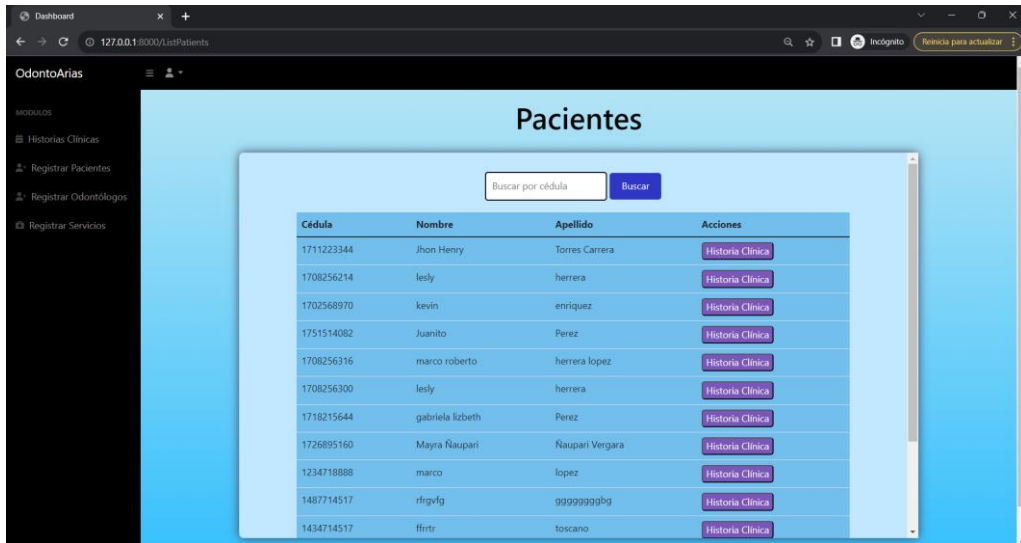 Dashboard
127.0.0.1:8000/ListPatients
Incógnito
Reinicia para actualizar
OdontoArias
MODULOS
Historias Clínicas
Registrar Pacientes
Registrar Odontólogos
Registrar Servicios
Pacientes
Buscar por cédula Buscar
Cédula Nombre Apellido Acciones
1711223344 Jhon Henry Torres Carrera Historia Clínica
1708256214 lesly herrera Historia Clínica
1702568970 kevin enriquez Historia Clínica
1751514082 Juanito Perez Historia Clínica
1708256316 marco roberto herrera lopez Historia Clínica
1708256300 lesly herrera Historia Clínica
1718215644 gabriela lizbeth Perez Historia Clínica
1726895160 Mayra Ñaupari Ñaupari Vergara Historia Clínica
1234718888 marco lopez Historia Clínica
1487714517 rfrgvfg ggggggggbg Historia Clínica
1434714517 ffrrtr toscano Historia Clínica